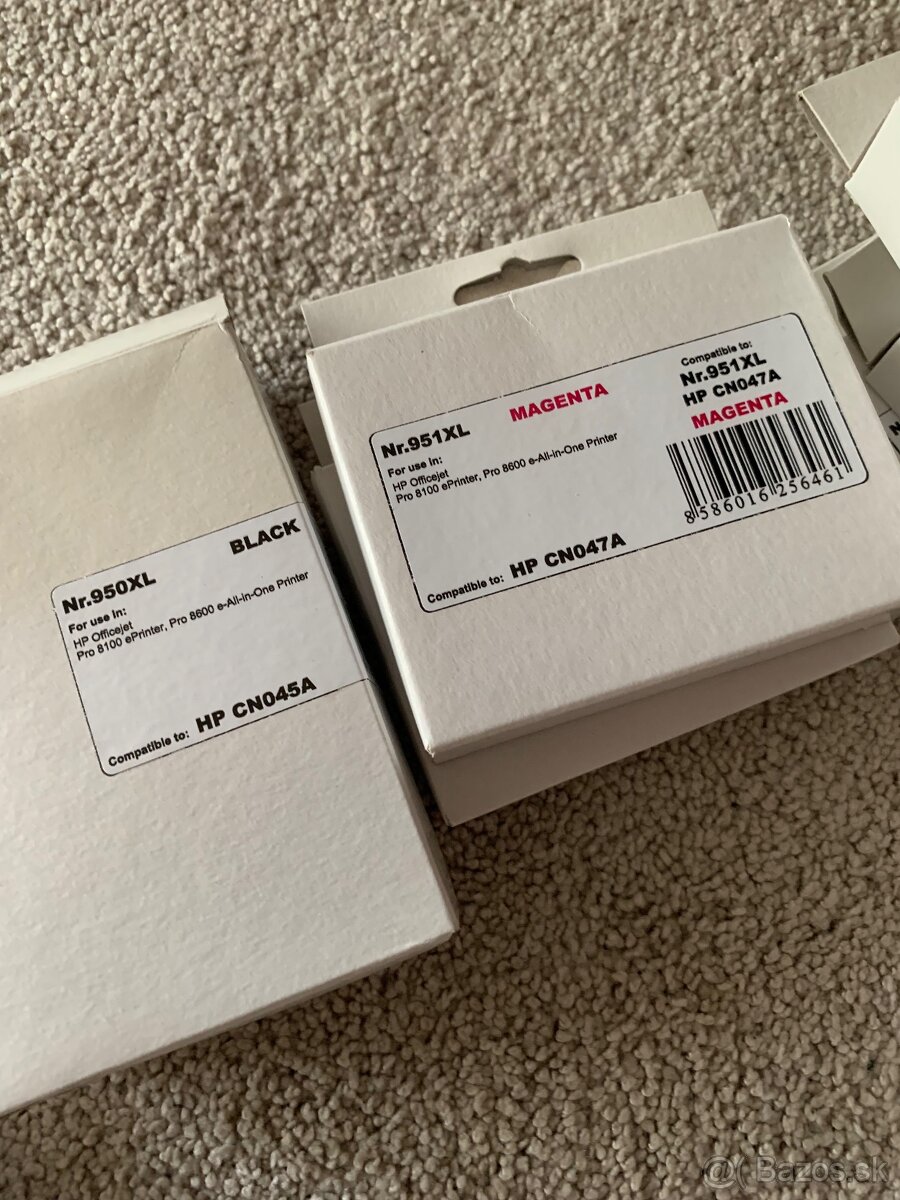 Nr.950XL
BLACK
For use in:
HP Officejet
Pro 8100 ePrinter, Pro 8600 e-All-in-One Printer
Compatible to: HP CN045A
Nr.951XL
MAGENTA
For use in:
HP Officejet
Pro 8100 ePrinter, Pro 8600 e-All-in-One Printer
Compatible to: HP CN047A
Compatible to:
Nr.951XL
HP CN047A
MAGENTA
8586016256461
N
@( Bazos.sk